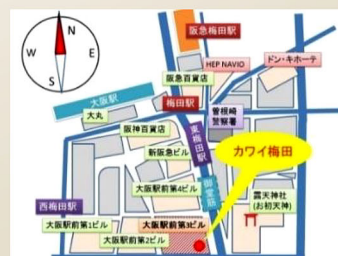 N
W
E
S
阪急梅田駅
HEP NAVIO
ドン・キホーテ
阪急百貨店
大阪駅
梅田駅
大丸
曽根崎
警察署
阪神百貨店
東梅田駅
カワイ梅田
新阪急ビル
御堂筋
大阪駅前第4ビル
西梅田駅
露天神社
(お初天神)
大阪駅前第1ビル
大阪駅前第3ビル
大阪駅前第2ビル